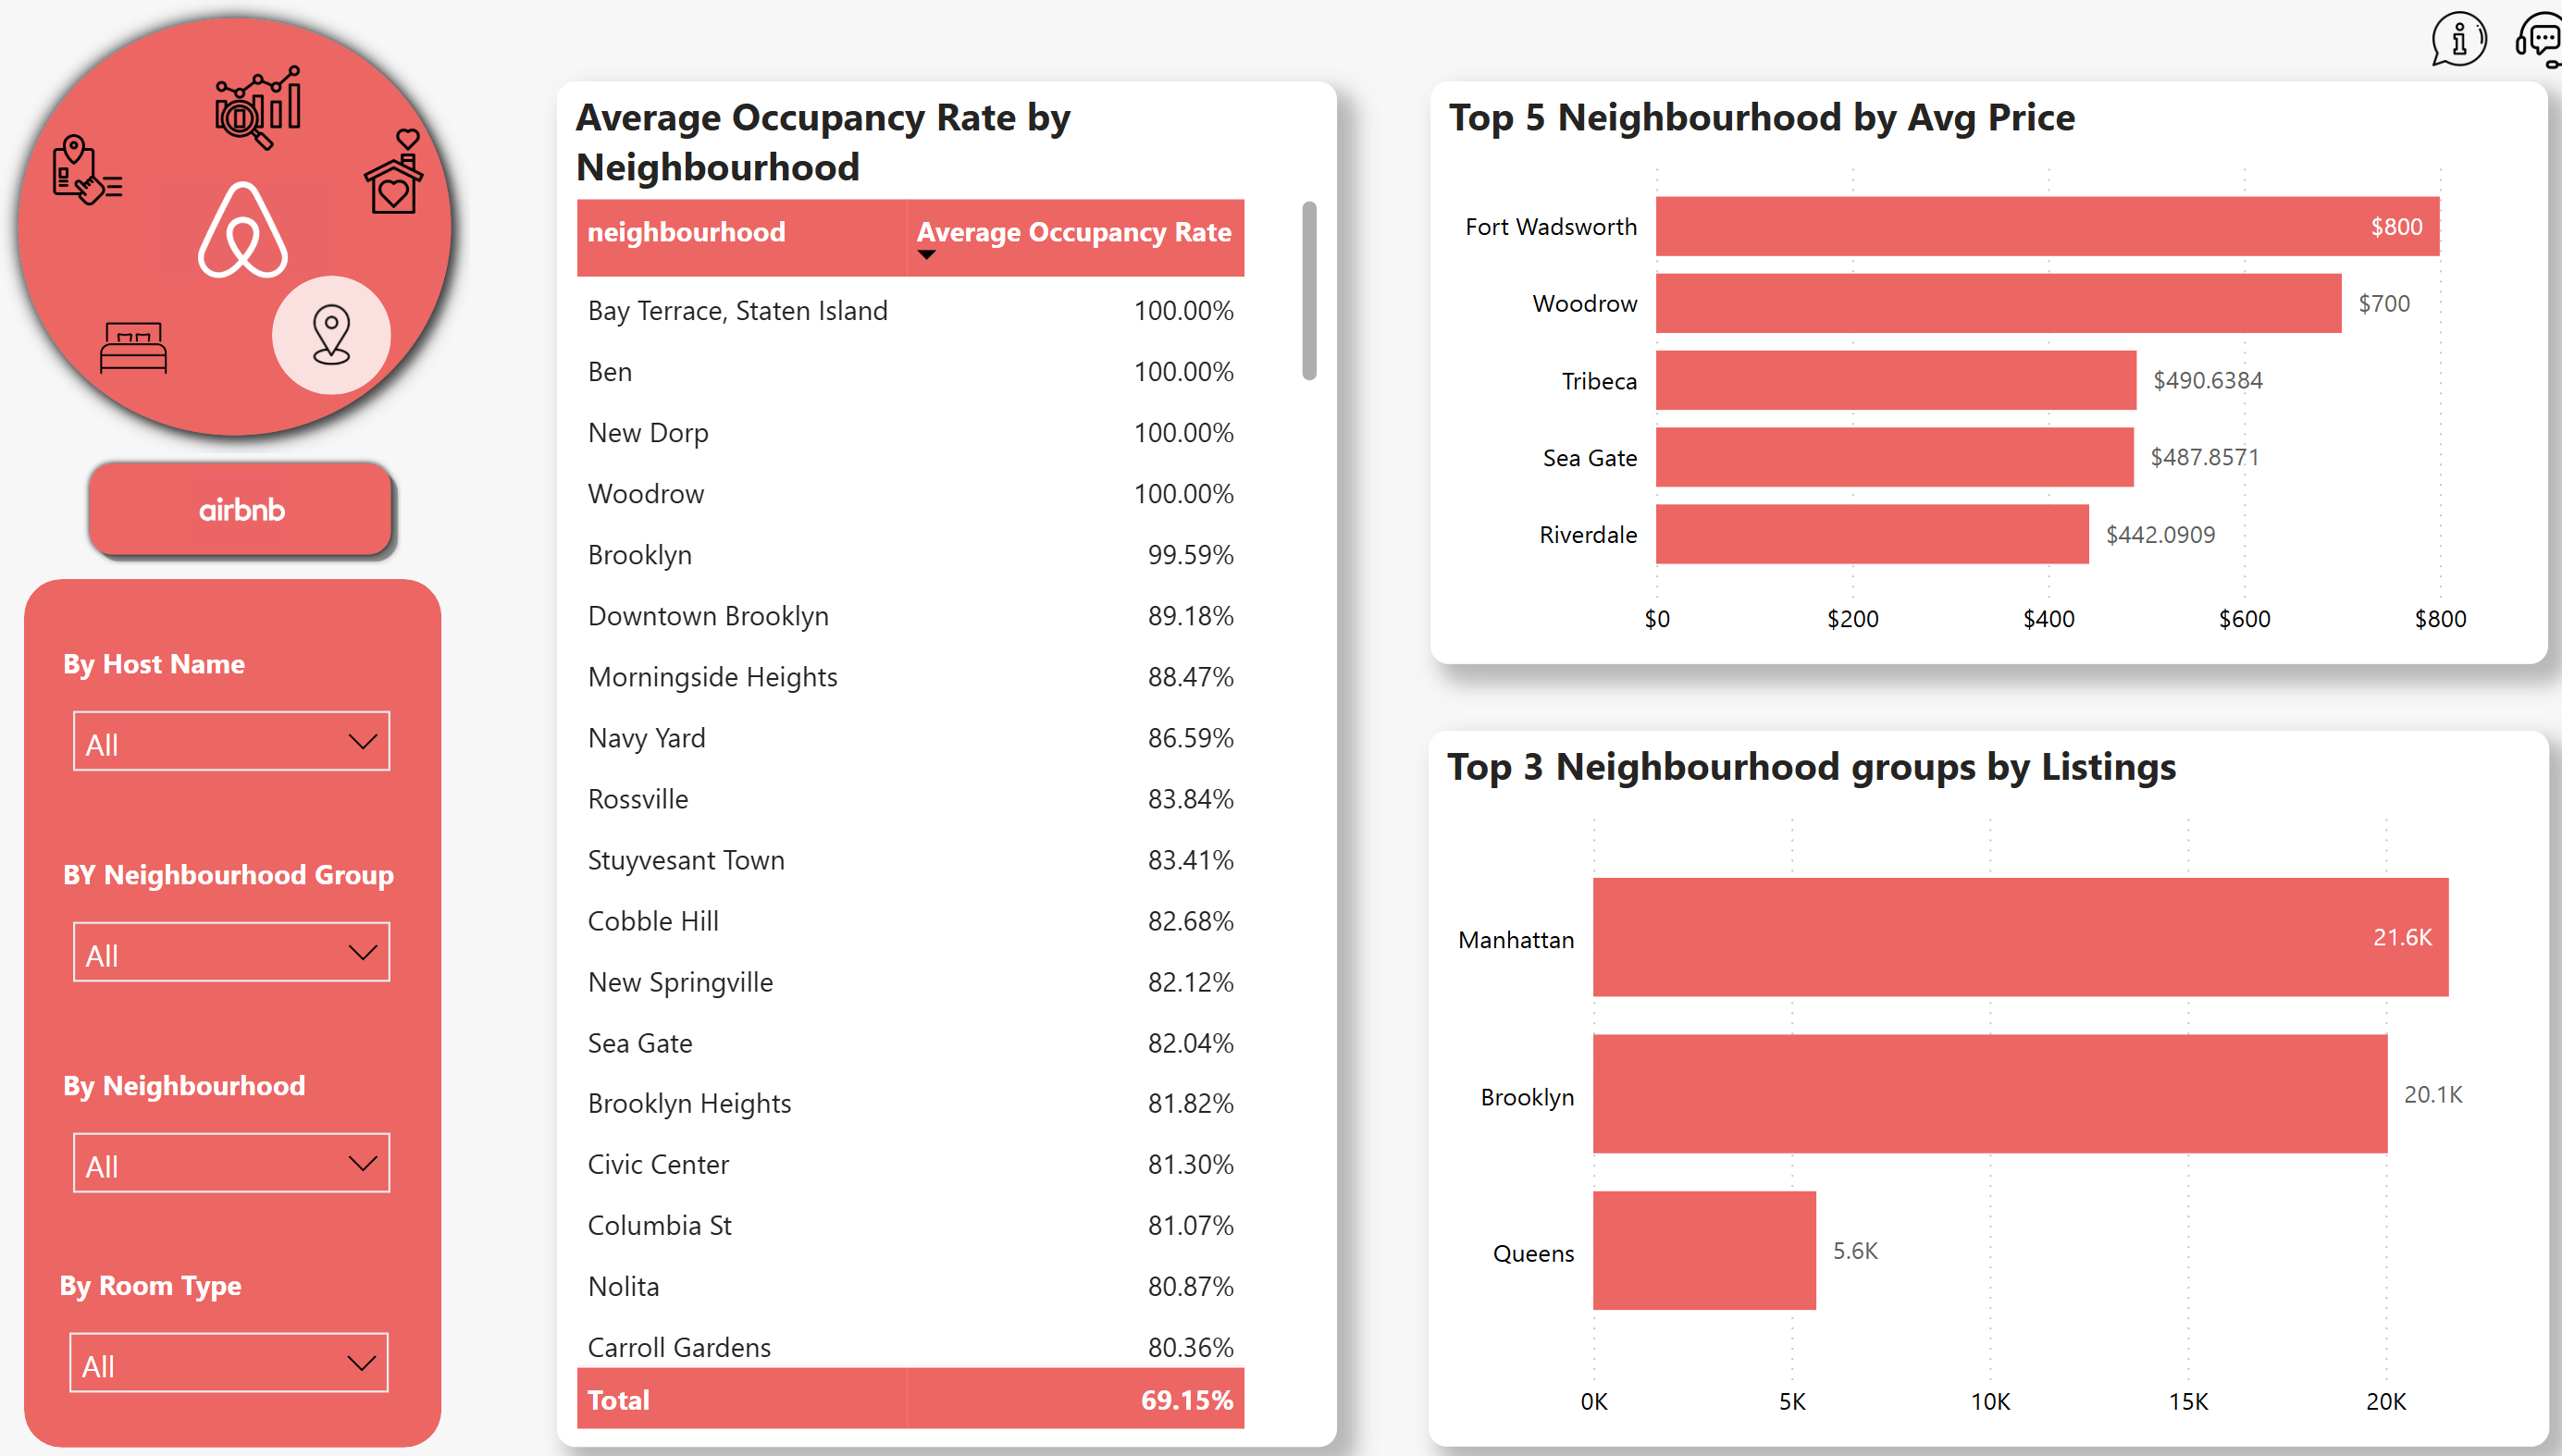 airbnb
By Host Name
All
BY Neighbourhood Group
All
By Neighbourhood
All
By Room Type
All
Average Occupancy Rate by
Neighbourhood
neighbourhood Average Occupancy Rate
Bay Terrace, Staten Island 100.00%
Ben 100.00%
New Dorp 100.00%
Woodrow 100.00%
Brooklyn 99.59%
Downtown Brooklyn 89.18%
Morningside Heights 88.47%
Navy Yard 86.59%
Rossville 83.84%
Stuyvesant Town 83.41%
Cobble Hill 82.68%
New Springville 82.12%
Sea Gate 82.04%
Brooklyn Heights 81.82%
Civic Center 81.30%
Columbia St 81.07%
Nolita 80.87%
Carroll Gardens 80.36%
Total 69.15%
Top 5 Neighbourhood by Avg Price
Fort Wadsworth $800
Woodrow $700
Tribeca $490.6384
Sea Gate $487.8571
Riverdale $442.0909
$0 $200 $400 $600 $800
Top 3 Neighbourhood groups by Listings
Manhattan 21.6K
Brooklyn 20.1K
Queens 5.6K
0K 5K 10K 15K 20K